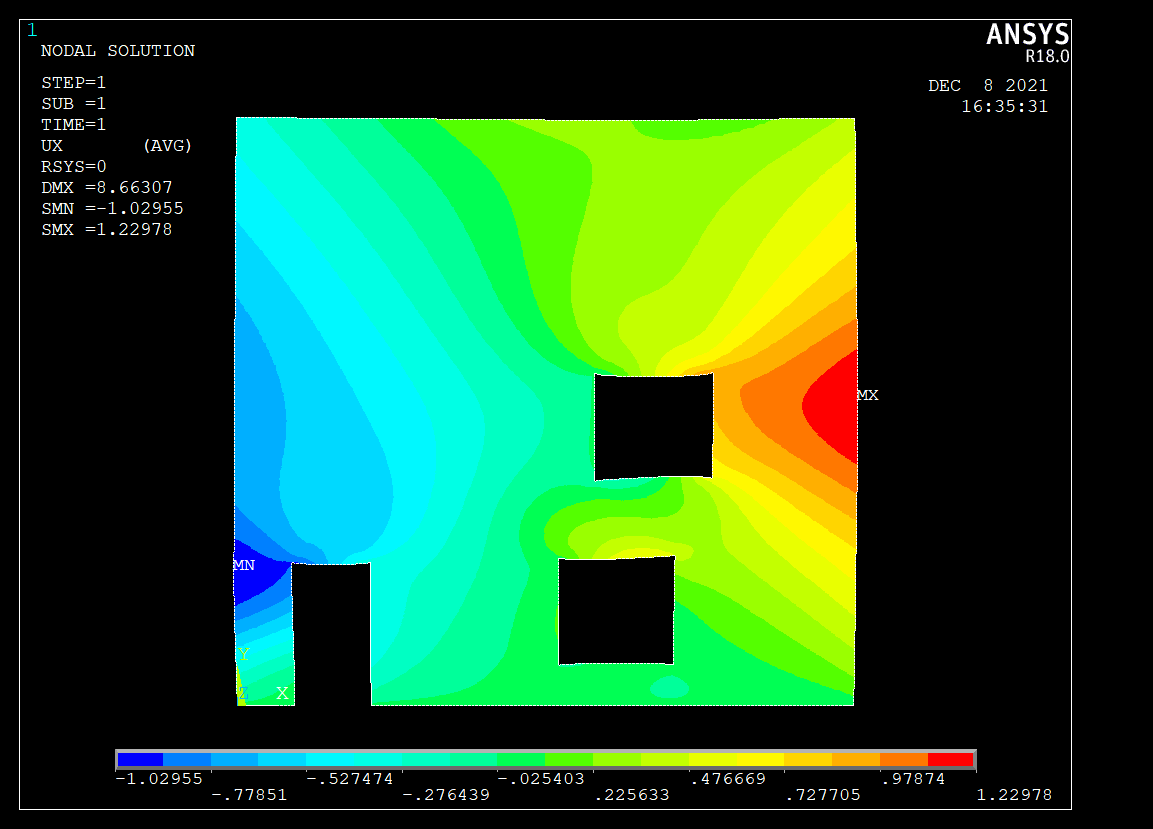 1
ANSYS
R18.0
NODAL SOLUTION
STEP=1
SUB =1
TIME=1
UX (AVG)
RSYS=0
DMX =8.66307
SMN =-1.02955
SMX =1.22978
DEC 8 2021
16:35:31
MX
MN
Y
Z X
-1.02955 -.527474 -.025403 .476669 .97874
-.77851 -.276439 .225633 .727705 1.22978